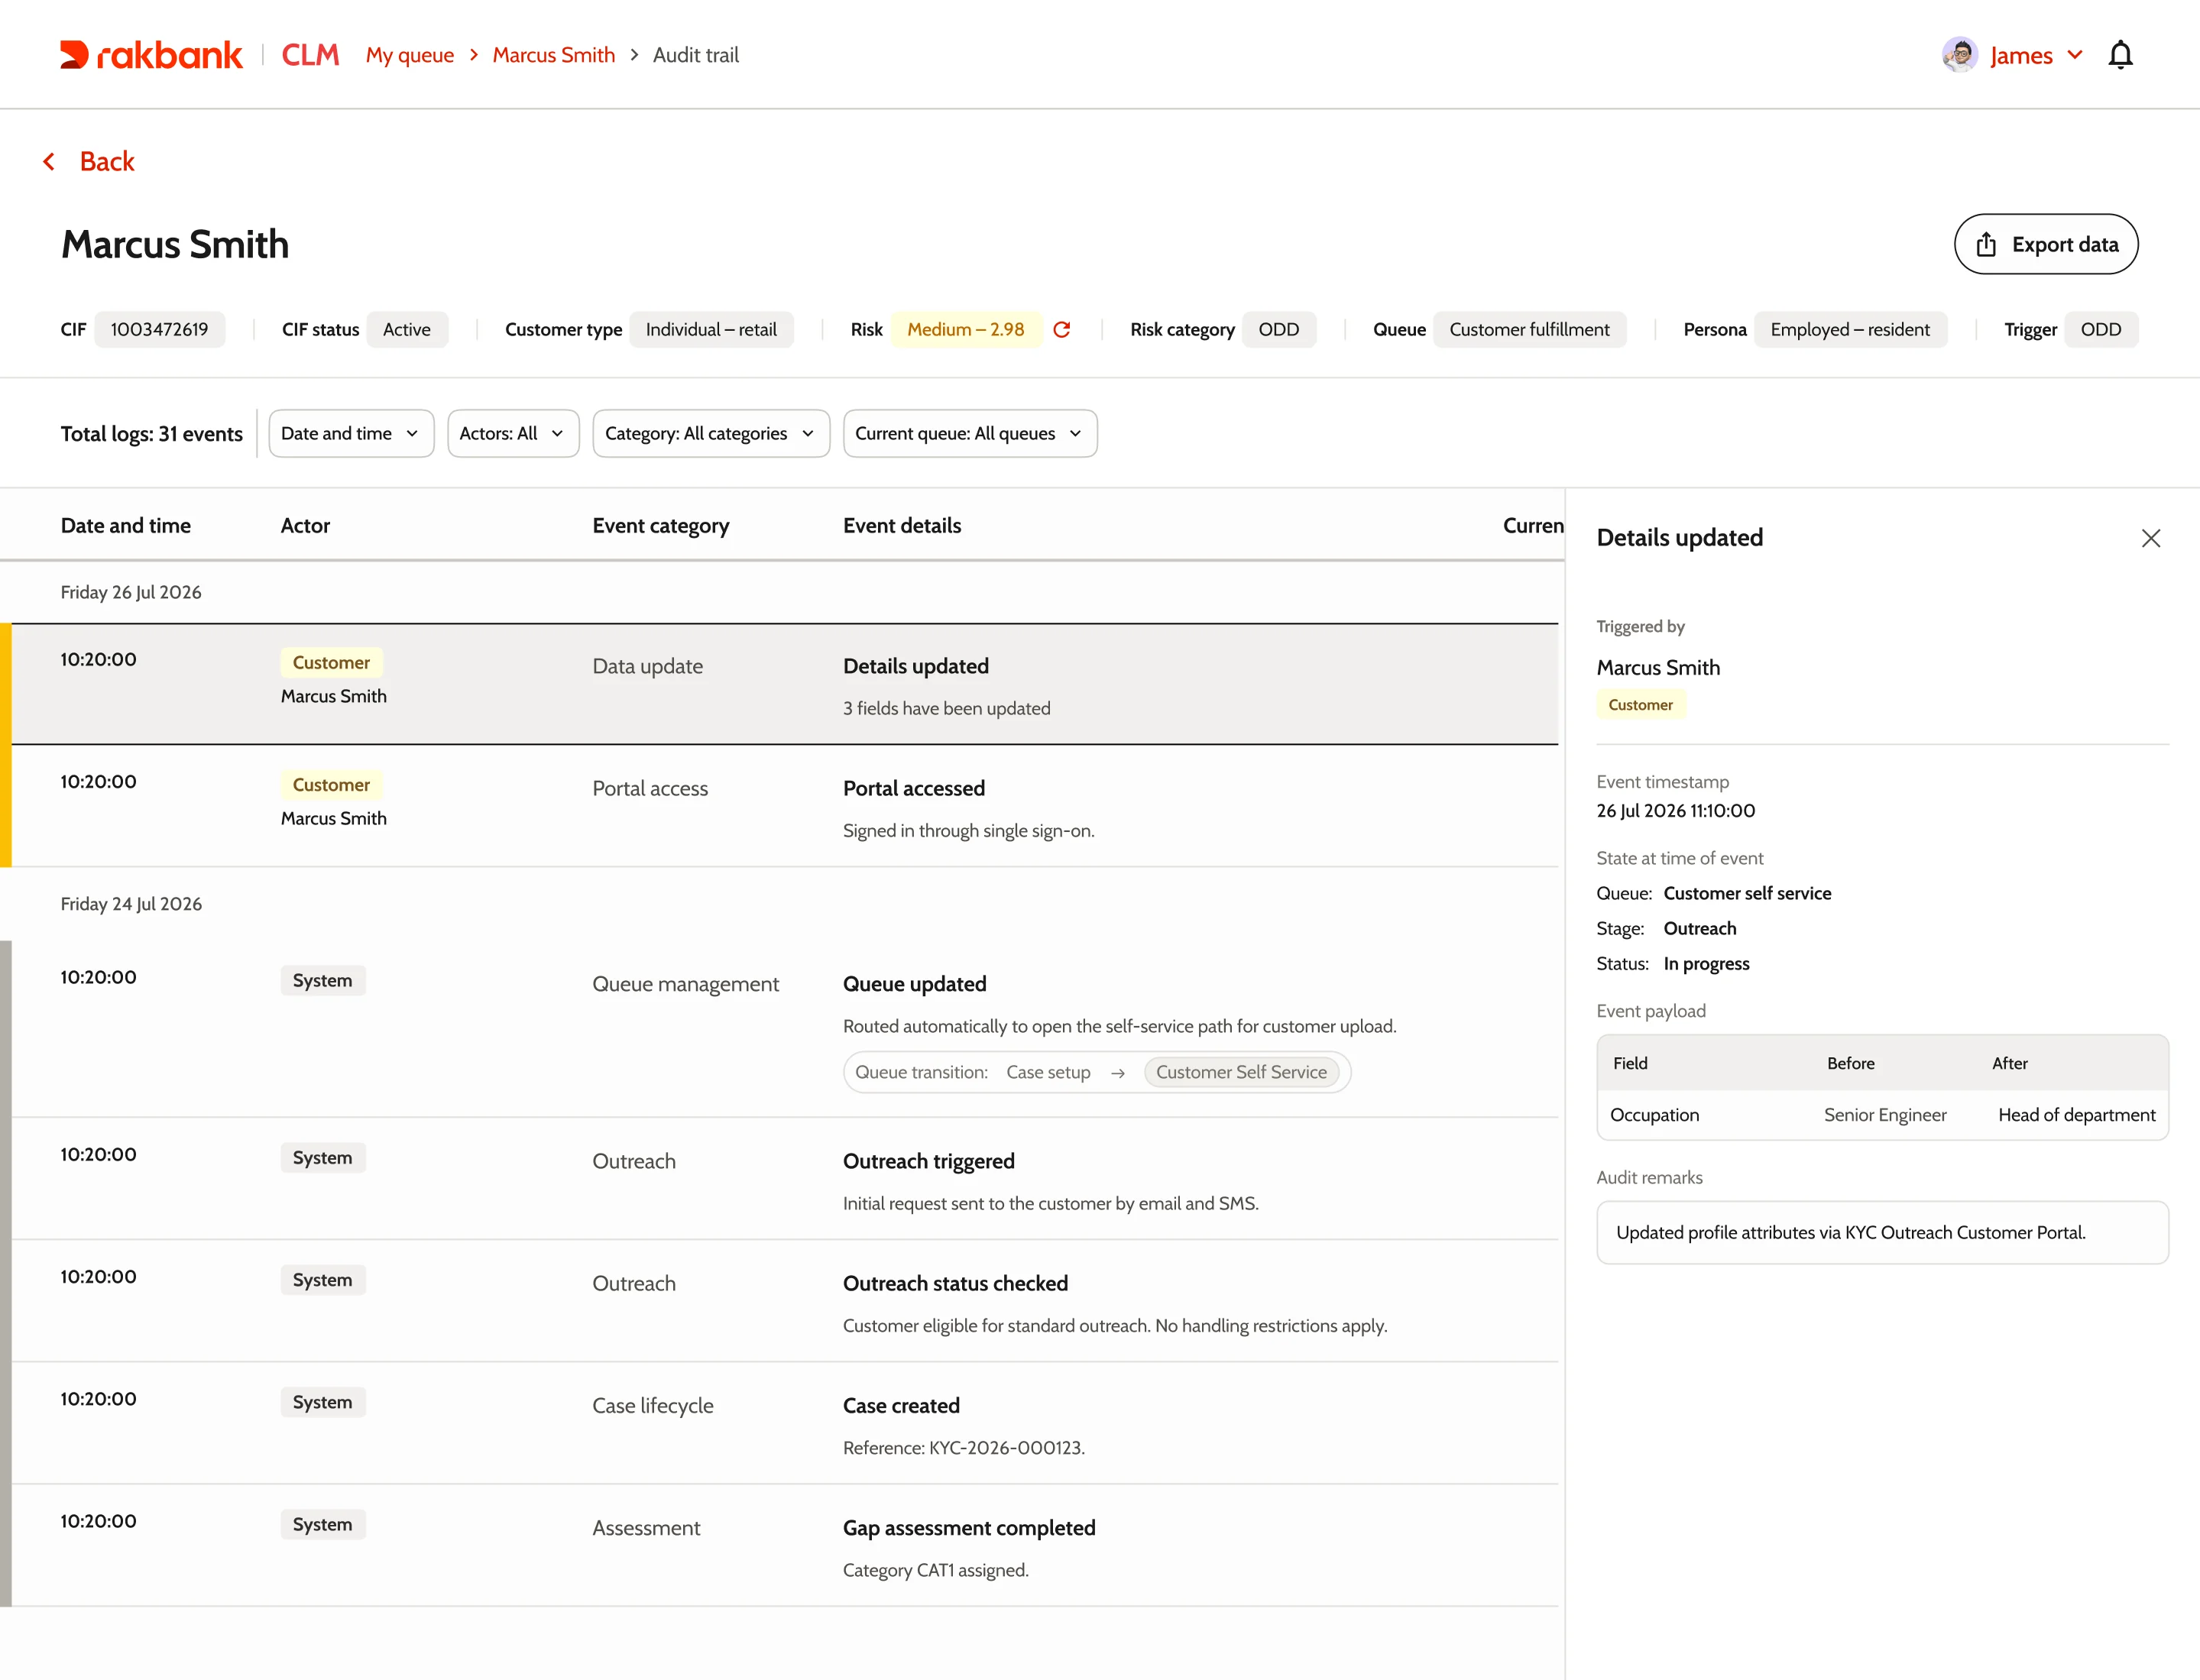 rakbank CLM My queue Marcus Smith Audit trail James
Back
Marcus Smith
Export data
CIF 1003472619 CIF status Active Customer type Individual – retail Risk Medium – 2.98 Risk category ODD Queue Customer fulfillment Persona Employed – resident Trigger ODD
Total logs: 31 events Date and time Actors: All Category: All categories Current queue: All queues
Date and time Actor Event category Event details Curren
Friday 26 Jul 2026
10:20:00 Customer Data update Details updated
Marcus Smith
3 fields have been updated
10:20:00 Customer Portal access Portal accessed
Marcus Smith
Signed in through single sign-on.
Friday 24 Jul 2026
10:20:00 System Queue management Queue updated
Routed automatically to open the self-service path for customer upload.
Queue transition: Case setup → Customer Self Service
10:20:00 System Outreach Outreach triggered
Initial request sent to the customer by email and SMS.
10:20:00 System Outreach Outreach status checked
Customer eligible for standard outreach. No handling restrictions apply.
10:20:00 System Case lifecycle Case created
Reference: KYC-2026-000123.
10:20:00 System Assessment Gap assessment completed
Category CAT1 assigned.
Details updated
Triggered by
Marcus Smith
Customer
Event timestamp
26 Jul 2026 11:10:00
State at time of event
Queue: Customer self service
Stage: Outreach
Status: In progress
Event payload
Field Before After
Occupation Senior Engineer Head of department
Audit remarks
Updated profile attributes via KYC Outreach Customer Portal.